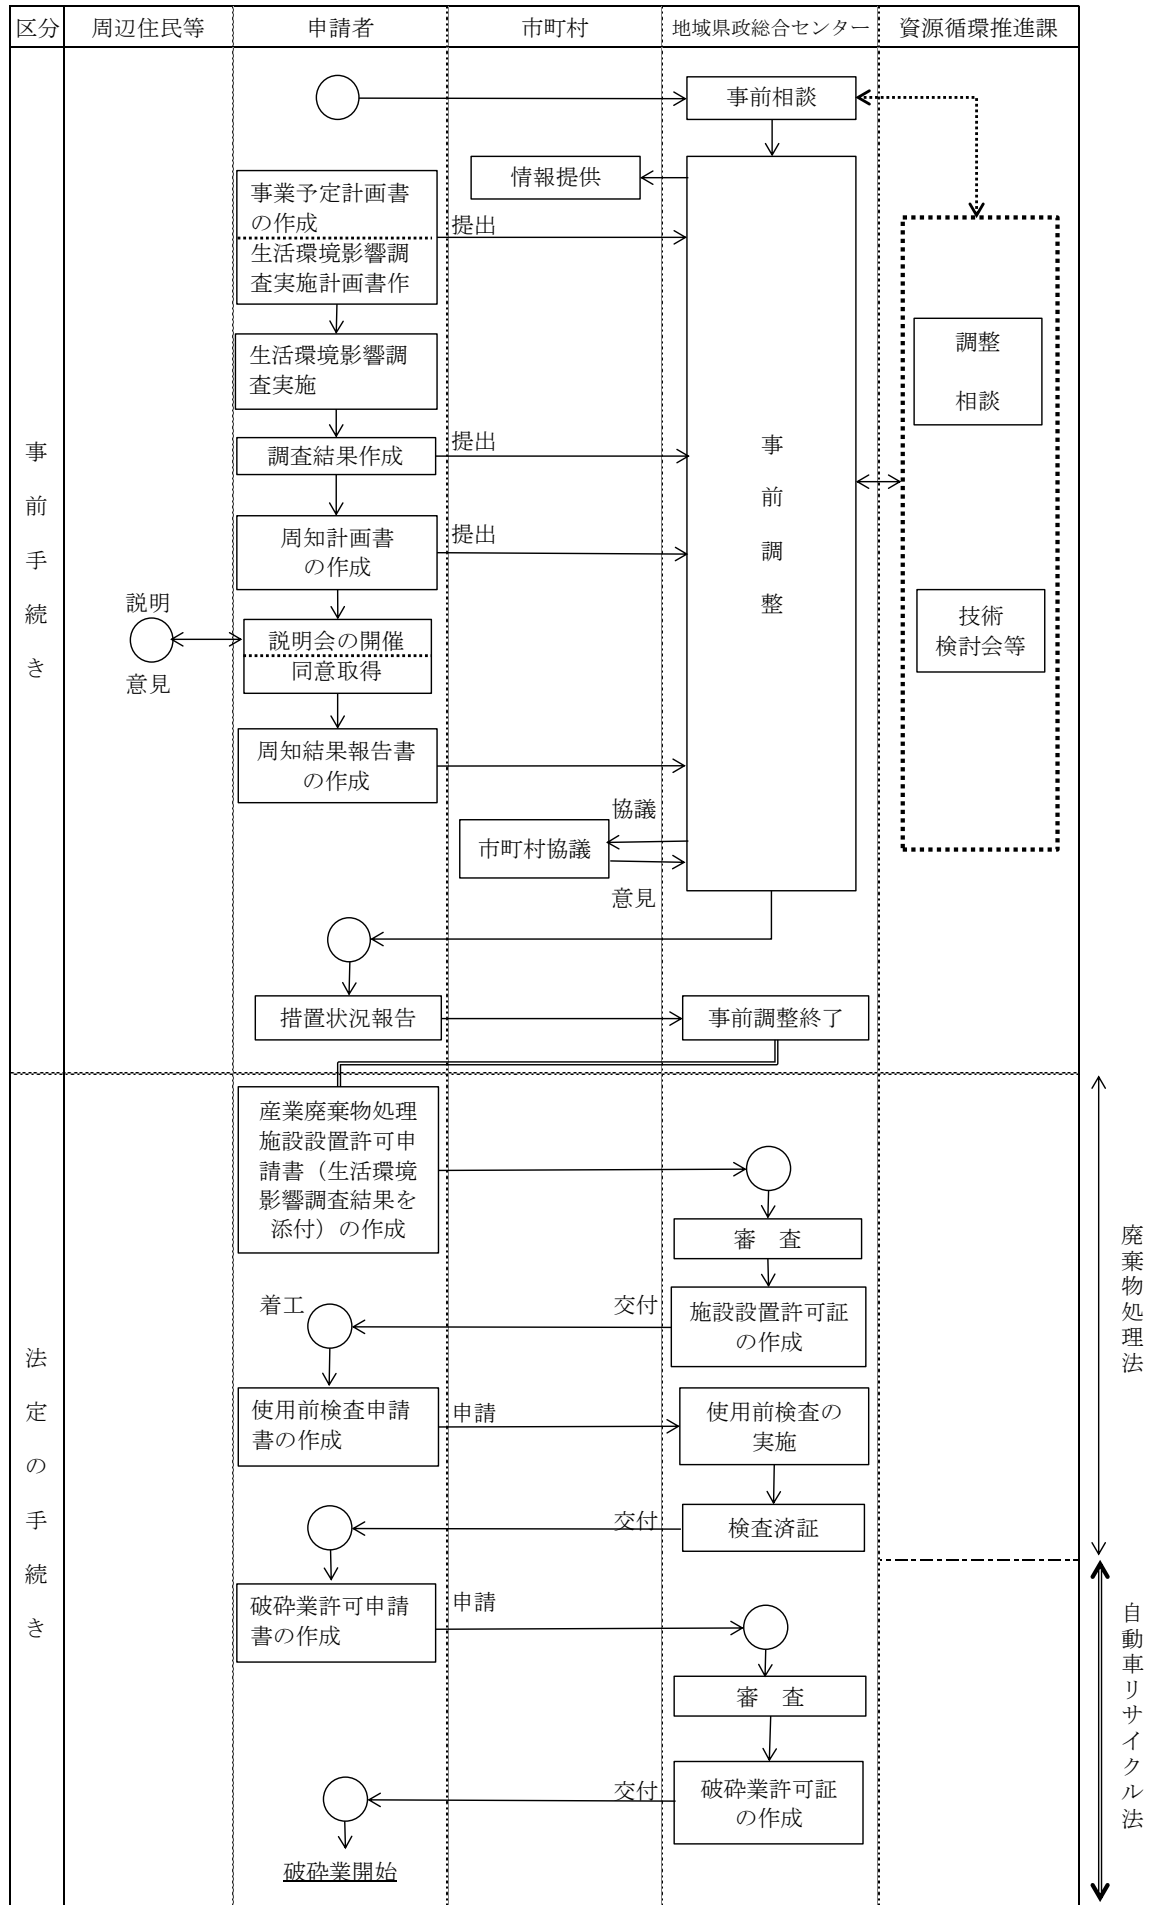 区分
周辺住民等
申請者
市町村
地域県政総合センター
資源循環推進課
事前手続き
事前相談
情報提供
事業予定計画書
の作成
生活環境影響調
査実施計画書作
提出
生活環境影響調
査実施
調整
相談
調査結果作成
提出
事前調整
周知計画書
の作成
提出
説明
意見
説明会の開催
同意取得
技術
検討会等
周知結果報告書
の作成
協議
市町村協議
意見
措置状況報告
事前調整終了
法定の手続き
産業廃棄物処理
施設設置許可申
請書（生活環境
影響調査結果を
添付）の作成
審　査
廃棄物処理法
着工
交付
施設設置許可証
の作成
使用前検査申請
書の作成
申請
使用前検査の
実施
交付
検査済証
破砕業許可申請
書の作成
申請
自動車リサイクル法
審　査
交付
破砕業許可証
の作成
破砕業開始